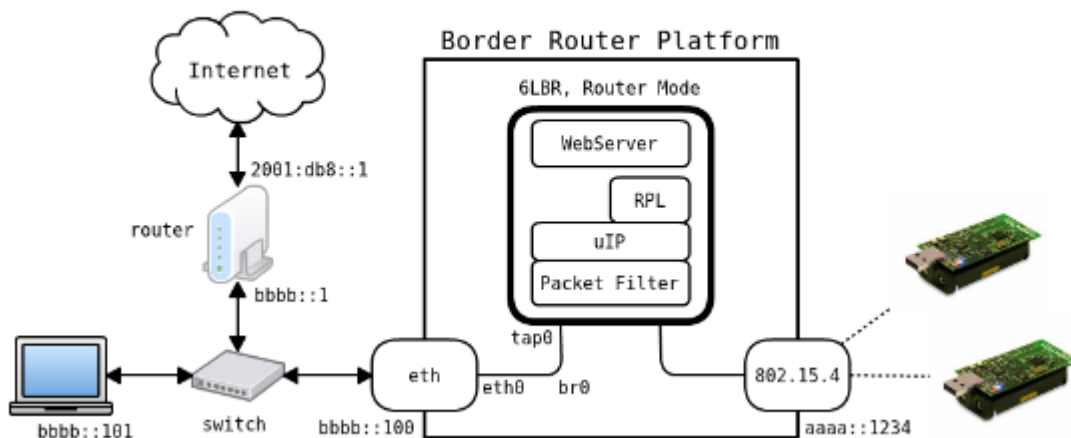 Border Router Platform
Internet
6LBR, Router Mode
WebServer
2001:db8::1
RPL
router
uIP
Packet Filter
bbbb::1
tap0
eth
802.15.4
eth0
br0
switch
bbbb::100
aaaa::1234
bbbb::101